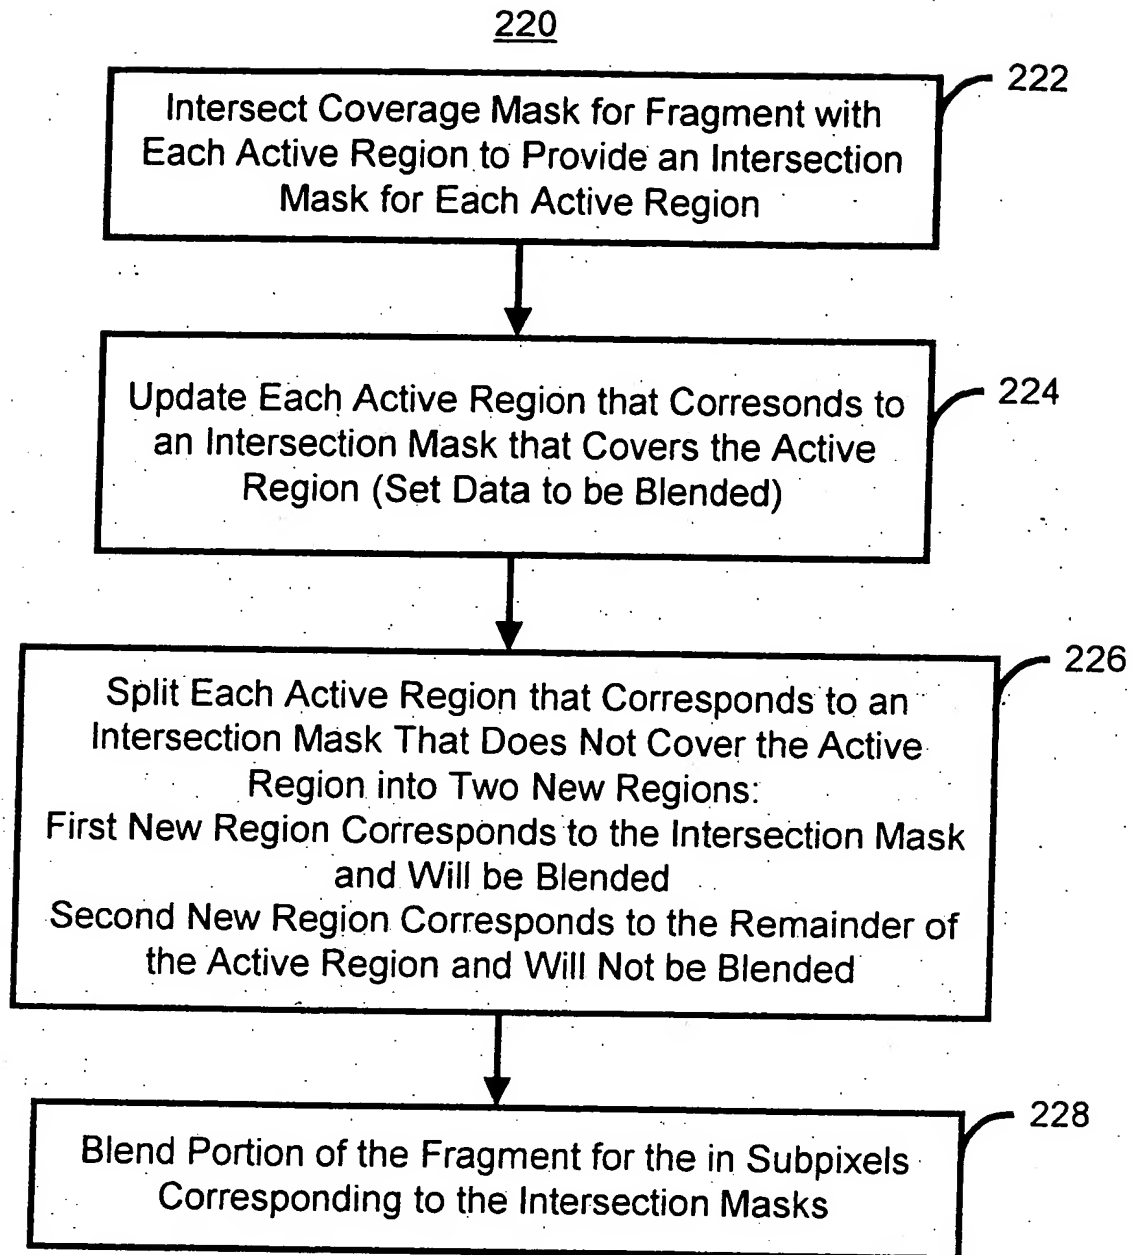 220
222
Intersect Coverage Mask for Fragment with
Each Active Region to Provide an Intersection
Mask for Each Active Region
224
Update Each Active Region that Corresonds to
an Intersection Mask that Covers the Active
Region (Set Data to be Blended)
226
Split Each Active Region that Corresponds to an
Intersection Mask That Does Not Cover the Active
Region into Two New Regions:
First New Region Corresponds to the Intersection Mask
and Will be Blended
Second New Region Corresponds to the Remainder of
the Active Region and Will Not be Blended
228
Blend Portion of the Fragment for the in Subpixels
Corresponding to the Intersection Masks